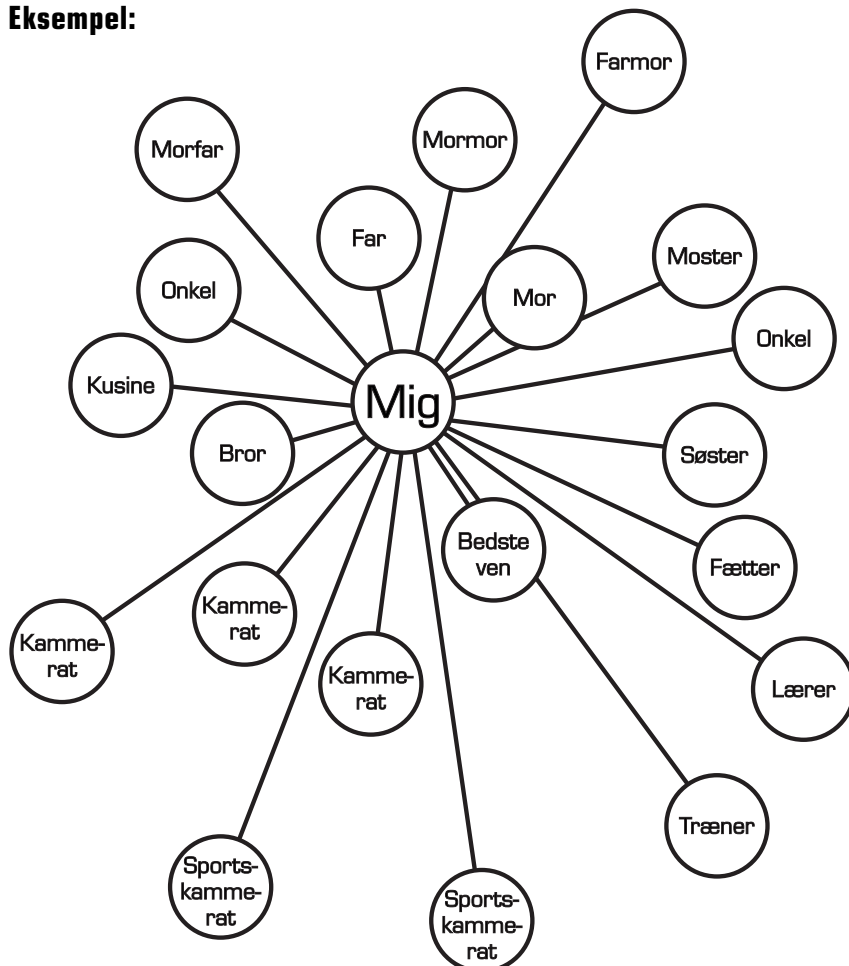 Eksempel:
Farmor
Mormor
Morfar
Far
Moster
Onkel
Mor
Onkel
Kusine
Mig
Bror
Søster
Bedste
ven
Fætter
Kamme-
rat
Kamme-
rat
Kamme-
rat
Lærer
Træner
Sports-
kamme-
rat
Sports-
kamme-
rat